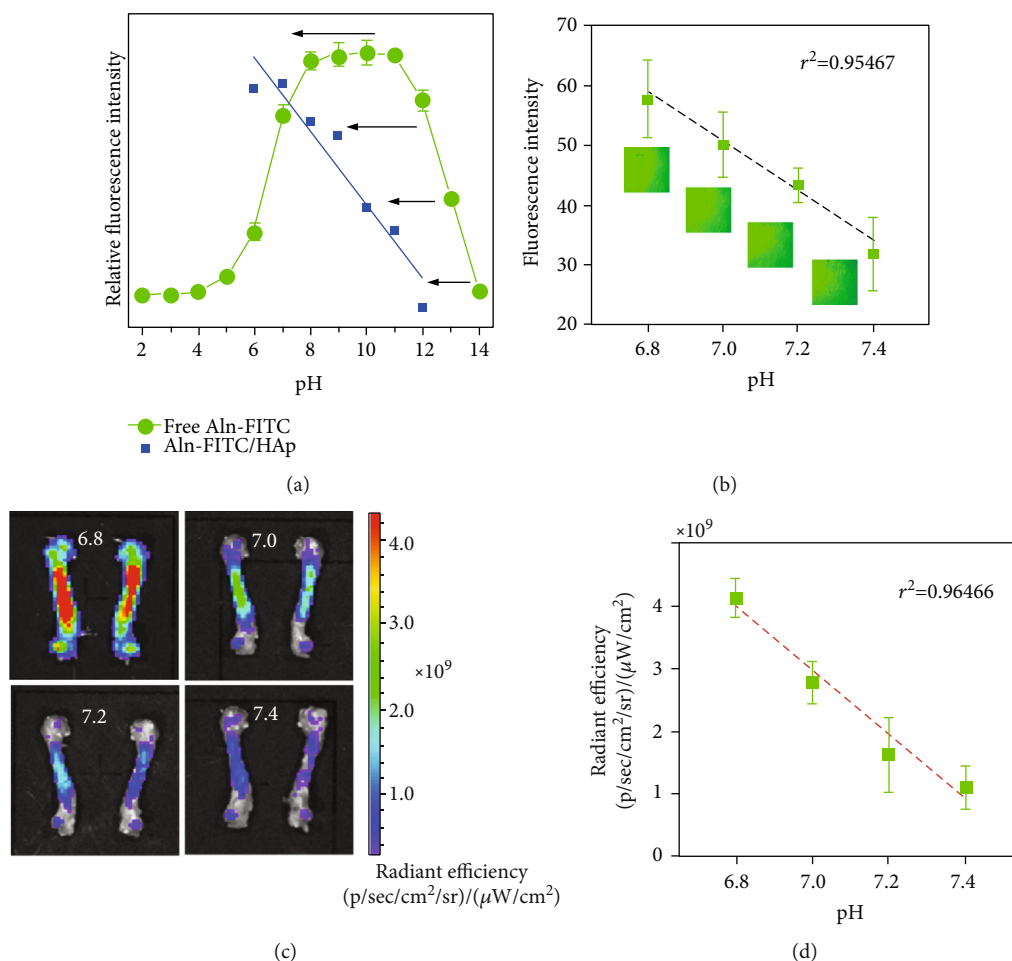 Relative fluorescence intensity
2 4 6 8 10 12 14
pH
Free Aln-FITC
Aln-FITC/HAp
(a)
70
60
50
40
30
20
Fluorescence intensity
r²=0.95467
6.8 7.0 7.2 7.4
pH
(b)
6.8
7.0
7.2
7.4
4.0
3.0
×10⁹
2.0
1.0
Radiant efficiency
(p/sec/cm²/sr)/(μW/cm²)
(c)
×10⁹
4
3
2
1
0
Radiant efficiency
(p/sec/cm²/sr)/(μW/cm²)
r²=0.96466
6.8 7.0 7.2 7.4
pH
(d)